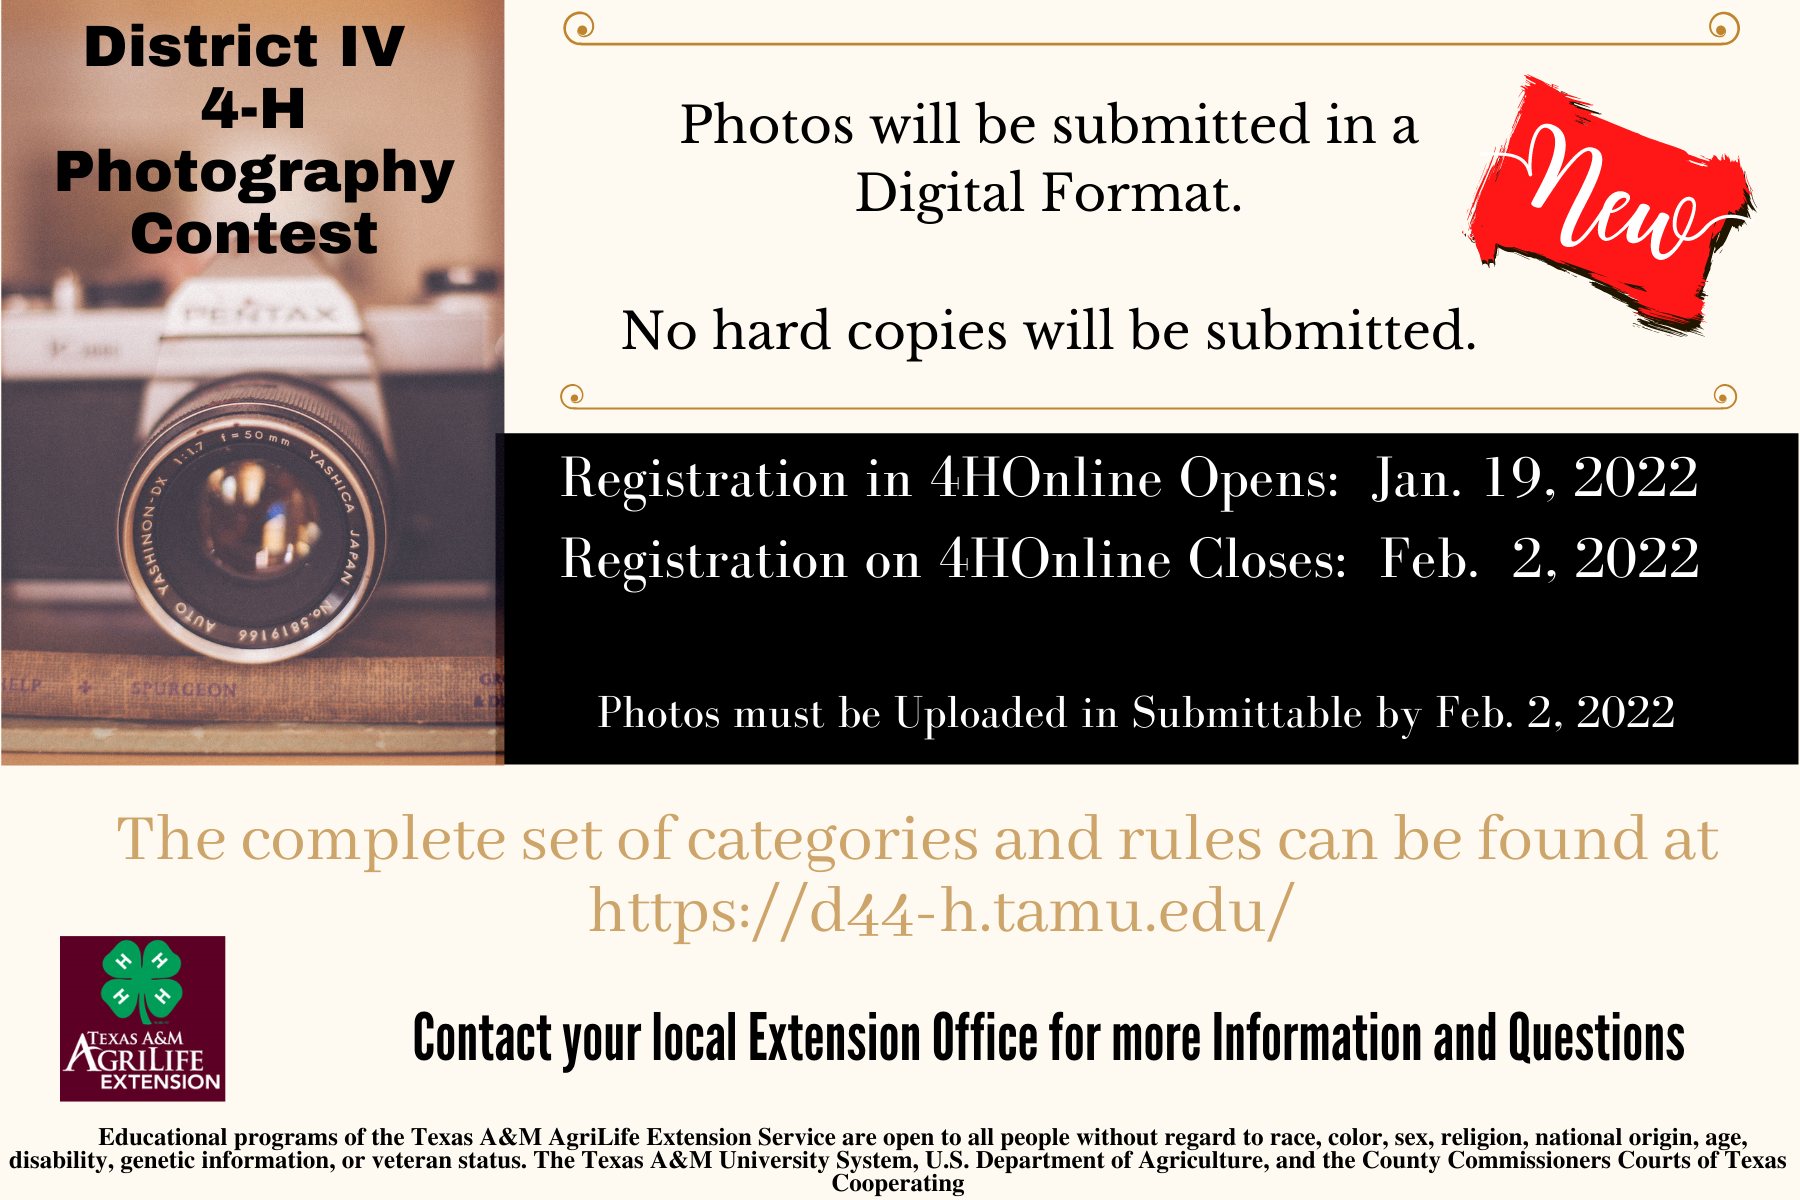 District IV
4-H
Photography
Contest
Photos will be submitted in a
Digital Format.
New
No hard copies will be submitted.
PENTAX
1:1.7 f = 50 mm YASHICA JAPAN No.5819166 AUTO YASHINON-DX
HELP + SPURGEON
Registration in 4HOnline Opens: Jan. 19, 2022
Registration on 4HOnline Closes: Feb. 2, 2022
Photos must be Uploaded in Submittable by Feb. 2, 2022
The complete set of categories and rules can be found at
https://d44-h.tamu.edu/
H H
H H
TEXAS A&M
AGRILIFE
EXTENSION
Contact your local Extension Office for more Information and Questions
Educational programs of the Texas A&M AgriLife Extension Service are open to all people without regard to race, color, sex, religion, national origin, age,
disability, genetic information, or veteran status. The Texas A&M University System, U.S. Department of Agriculture, and the County Commissioners Courts of Texas
Cooperating